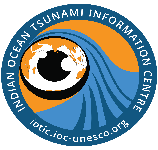 INDIAN OCEAN TSUNAMI INFORMATION CENTRE
iotic.ioc-unesco.org